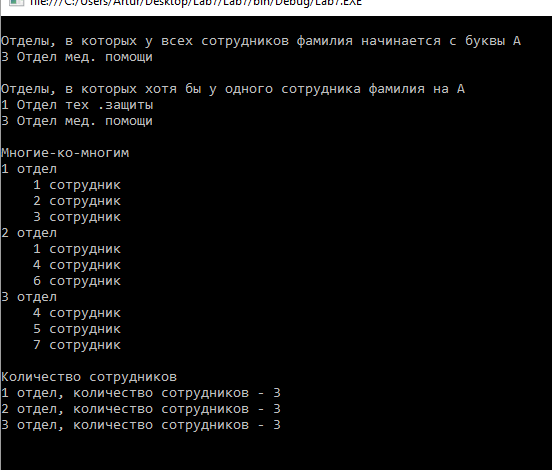 file:///C:/Users/Artur/Desktop/Lab7/Lab7/bin/Debug/Lab7.EXE
Отделы, в которых у всех сотрудников фамилия начинается с буквы А
3 Отдел мед. помощи
Отделы, в которых хотя бы у одного сотрудника фамилия на А
1 Отдел тех .защиты
3 Отдел мед. помощи
Многие-ко-многим
1 отдел
1 сотрудник
2 сотрудник
3 сотрудник
2 отдел
1 сотрудник
4 сотрудник
6 сотрудник
3 отдел
4 сотрудник
5 сотрудник
7 сотрудник
Количество сотрудников
1 отдел, количество сотрудников - 3
2 отдел, количество сотрудников - 3
3 отдел, количество сотрудников - 3